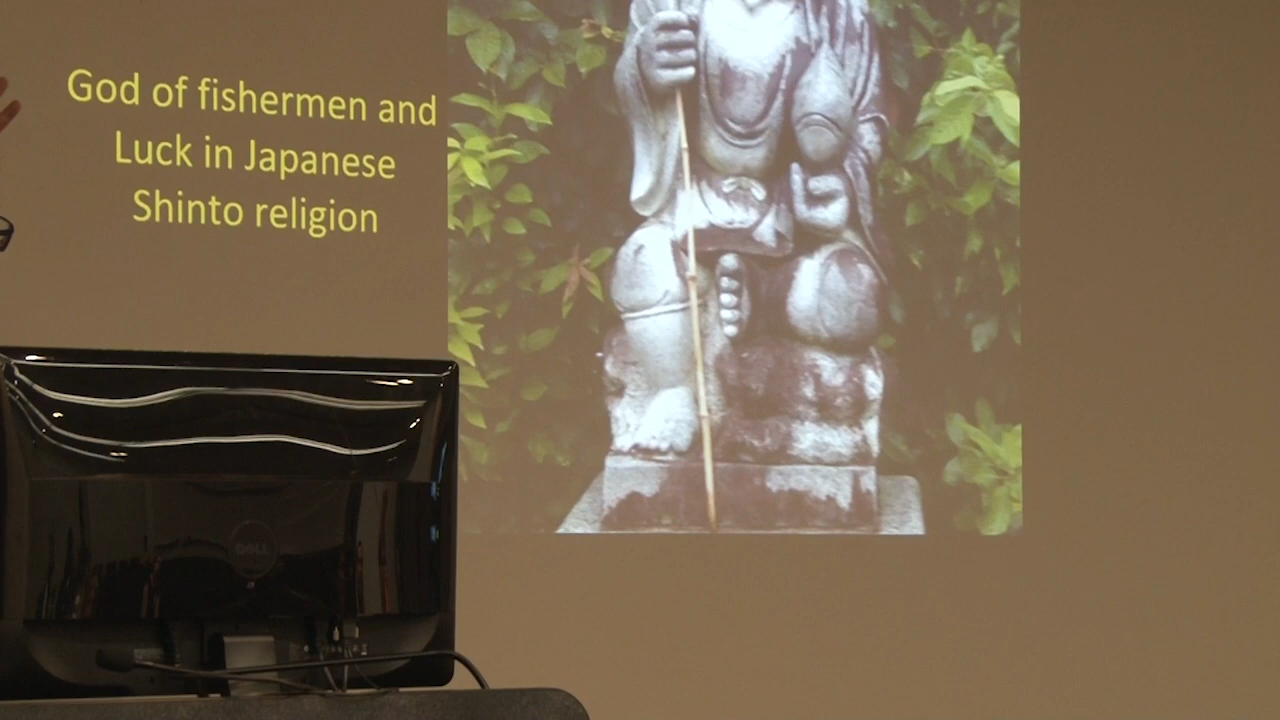 God of fishermen and
Luck in Japanese
Shinto religion
DELL